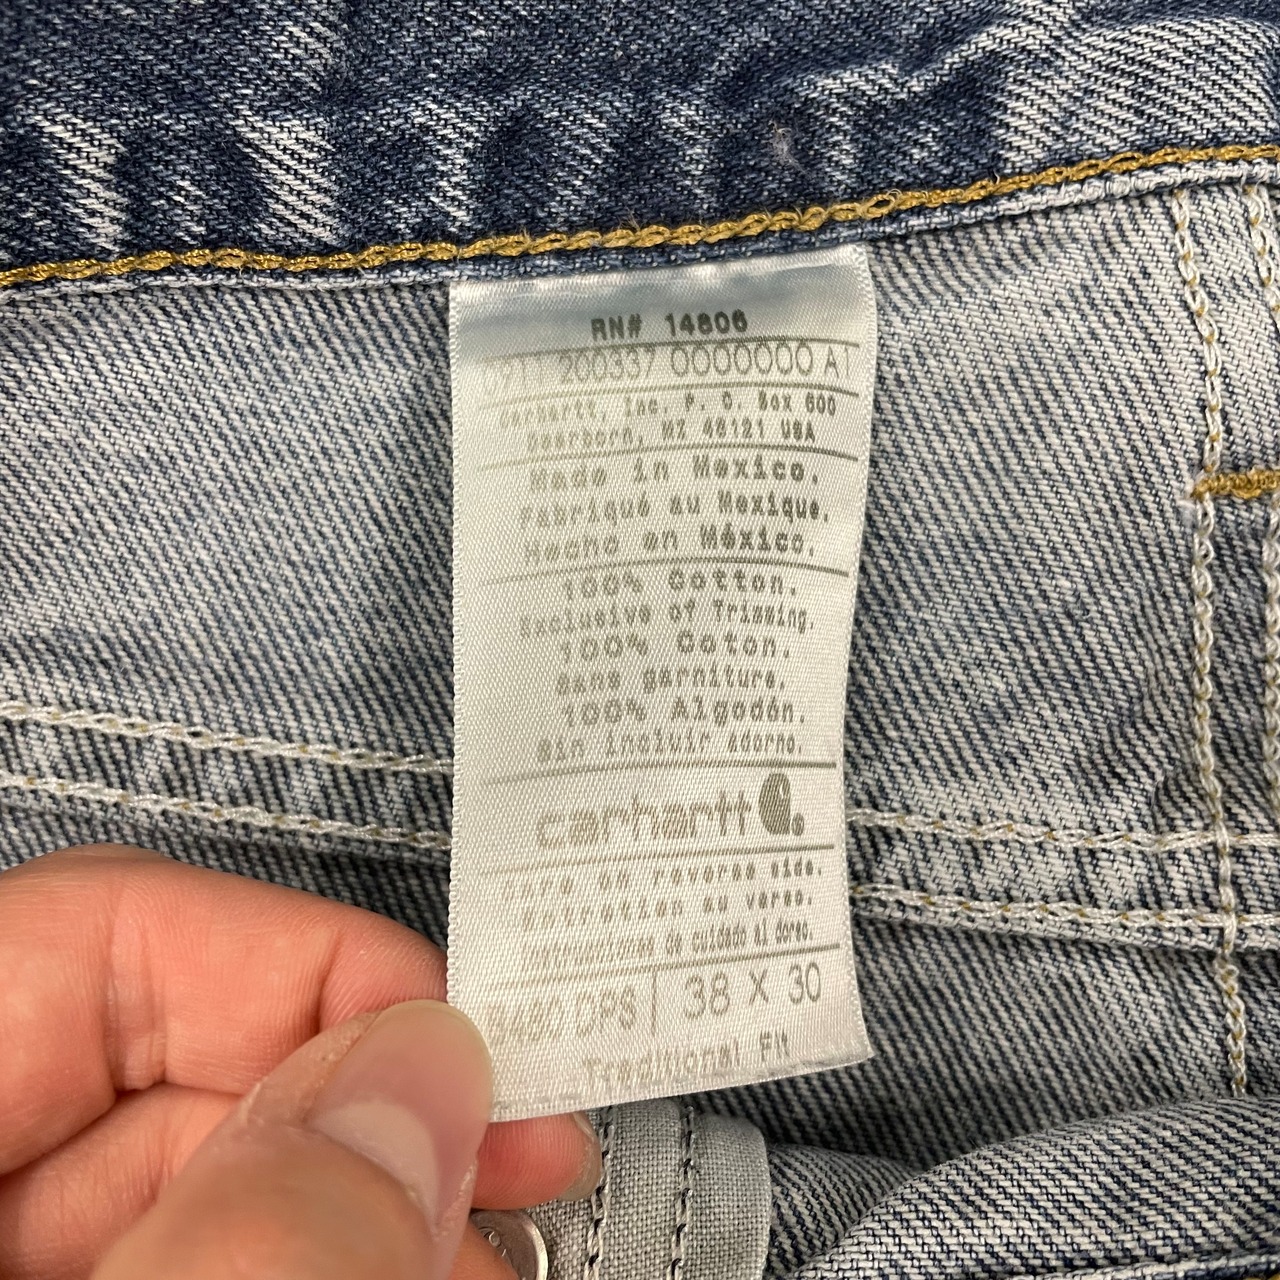 RN# 14806
200337 0000000 A1
Carhartt, Inc. P. O. Box 600
Dearborn, MI 48121 USA
Made in Mexico.
Fabriqué au Mexique.
Hecho en México.
100% Cotton.
Exclusive of Trimming.
100% Coton.
Sans garniture.
100% Algodón.
Sin incluir adorno.
carhartt
Care on reverse side.
Entretien au verso.
Instrucciones de cuidado al dorso.
DPS | 38 X 30
Traditional Fit